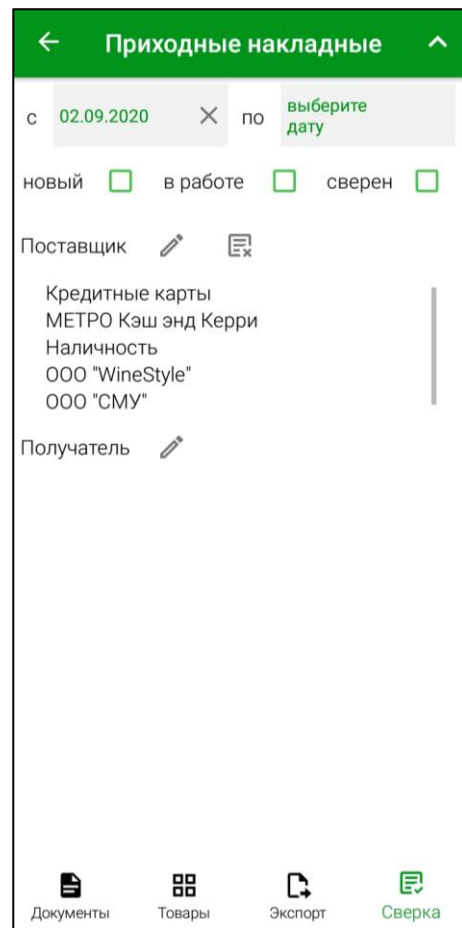 Приходные накладные
с 02.09.2020 по выберите дату
новый в работе сверен
Поставщик
Кредитные карты
МЕТРО Кэш энд Керри
Наличность
ООО "WineStyle"
ООО "СМУ"
Получатель
Документы Товары Экспорт Сверка